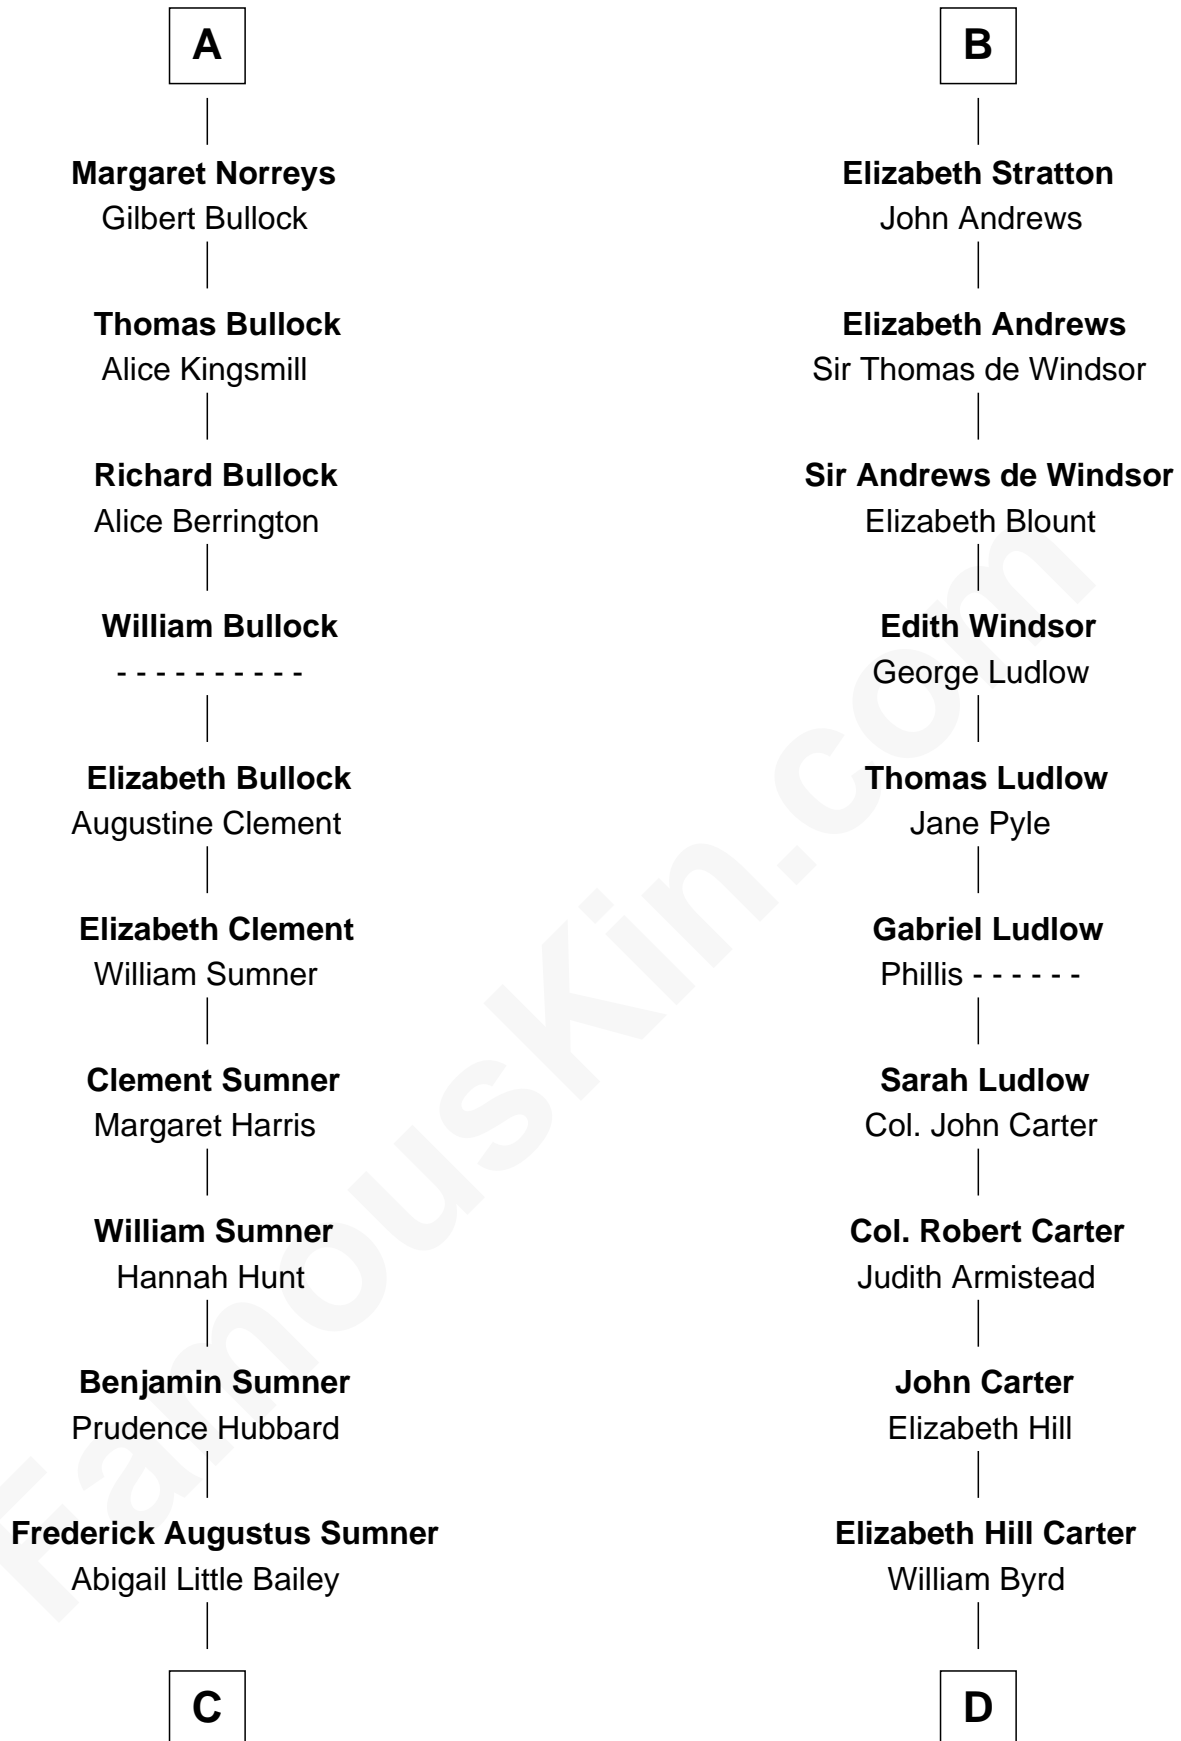 A
Margaret Norreys
Gilbert Bullock
Thomas Bullock
Alice Kingsmill
Richard Bullock
Alice Berrington
William Bullock
- - - - - - - - - -
Elizabeth Bullock
Augustine Clement
Elizabeth Clement
William Sumner
Clement Sumner
Margaret Harris
William Sumner
Hannah Hunt
Benjamin Sumner
Prudence Hubbard
Frederick Augustus Sumner
Abigail Little Bailey
C
B
Elizabeth Stratton
John Andrews
Elizabeth Andrews
Sir Thomas de Windsor
Sir Andrews de Windsor
Elizabeth Blount
Edith Windsor
George Ludlow
Thomas Ludlow
Jane Pyle
Gabriel Ludlow
Phillis - - - - - -
Sarah Ludlow
Col. John Carter
Col. Robert Carter
Judith Armistead
John Carter
Elizabeth Hill
Elizabeth Hill Carter
William Byrd
D
FamousKin.com